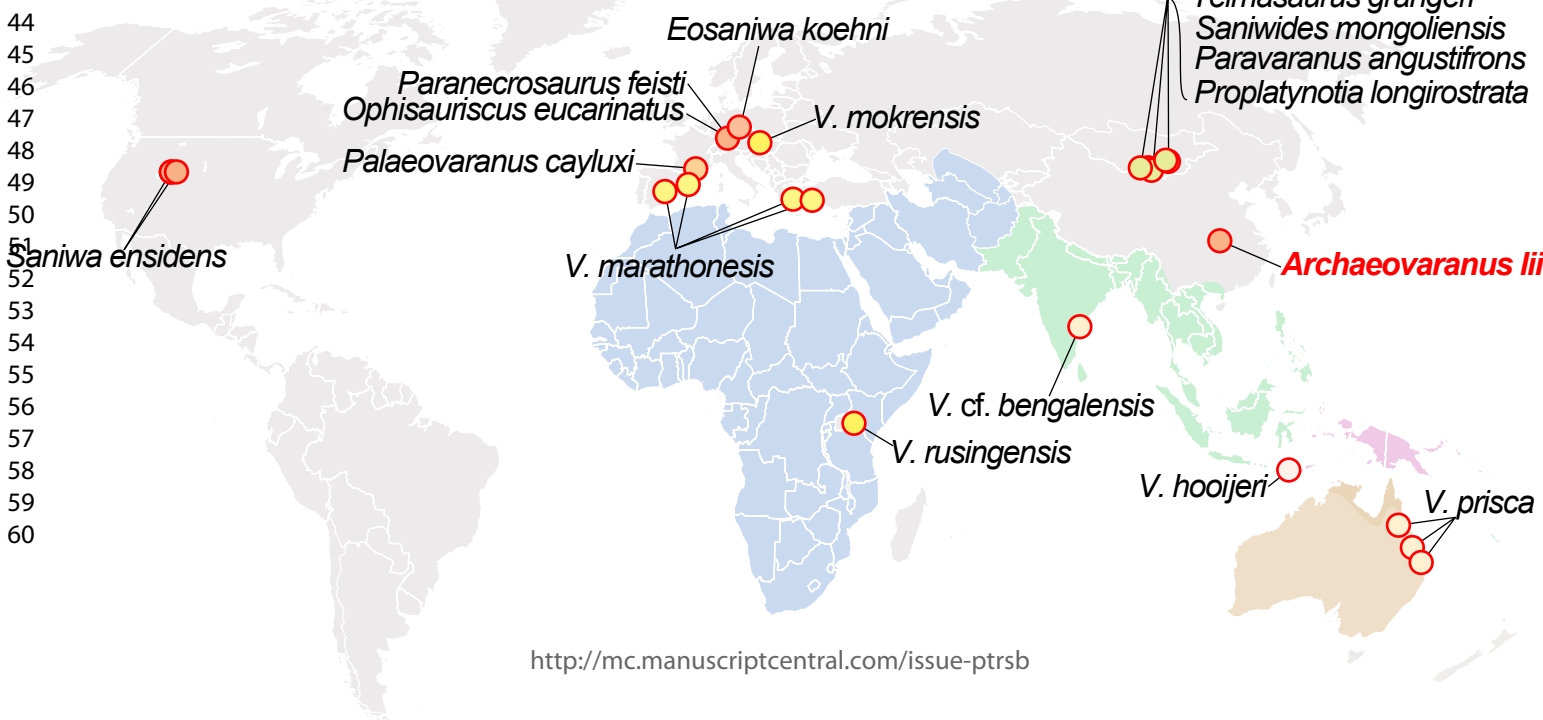 Telmasaurus grangeri
44
Saniwides mongoliensis
Eosaniwa koehni
45
Paravaranus angustifrons
46
Paranecrosaurus feisti
Proplatynotia longirostrata
Ophisauriscus eucarinatus
47
V. mokrensis
48
Palaeovaranus cayluxi
49
50
51
Saniwa ensidens
V. marathonesis
Archaeovaranus lii
52
53
54
55
V. cf. bengalensis
56
57
V. rusingensis
58
V. hooijeri
59
V. prisca
60
http://mc.manuscriptcentral.com/issue-ptrsb